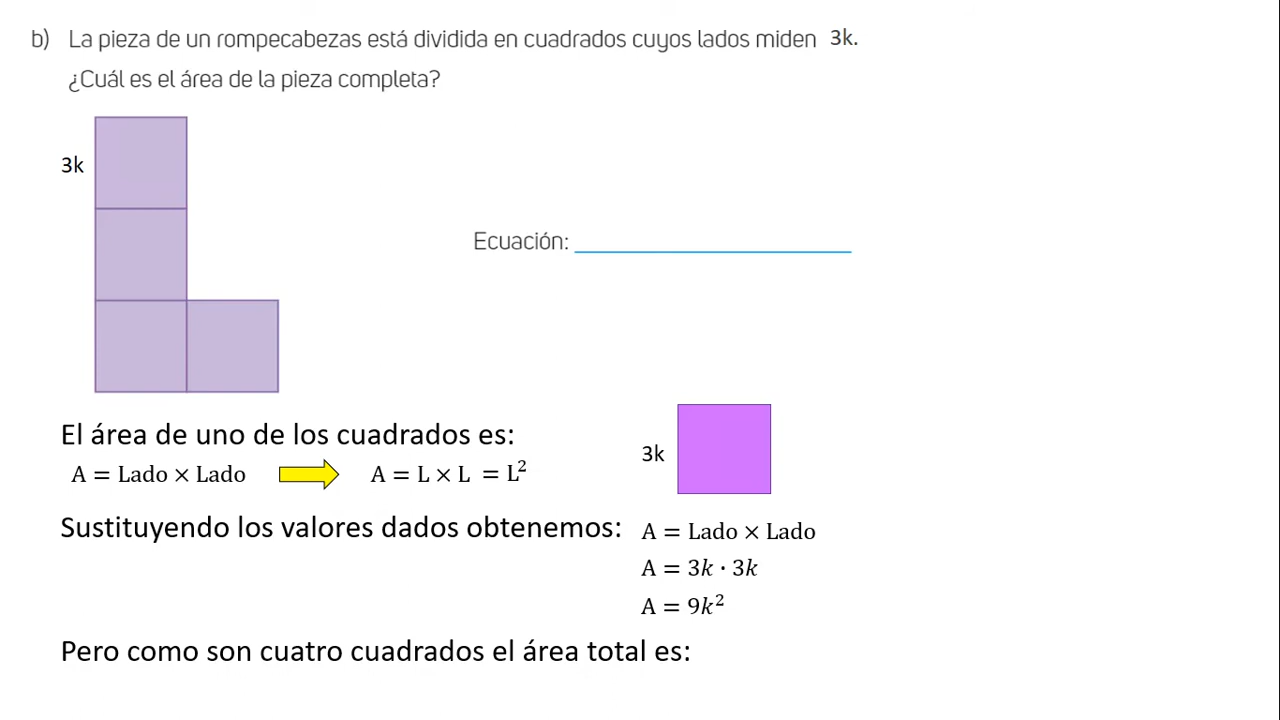 b) La pieza de un rompecabezas está dividida en cuadrados cuyos lados miden 3k.
¿Cuál es el área de la pieza completa?
3k
Ecuación: ____________________
El área de uno de los cuadrados es:
A = Lado × Lado A = L × L = L²
3k
Sustituyendo los valores dados obtenemos: A = Lado × Lado
A = 3k · 3k
A = 9k²
Pero como son cuatro cuadrados el área total es: